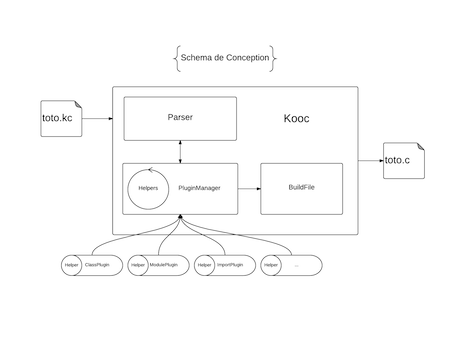 Schema de Conception
toto.kc
Parser
Kooc
toto.c
Helpers
PluginManager
BuildFile
Helper
ClassPlugin
Helper
ModulePlugin
Helper
ImportPlugin
Helper
...